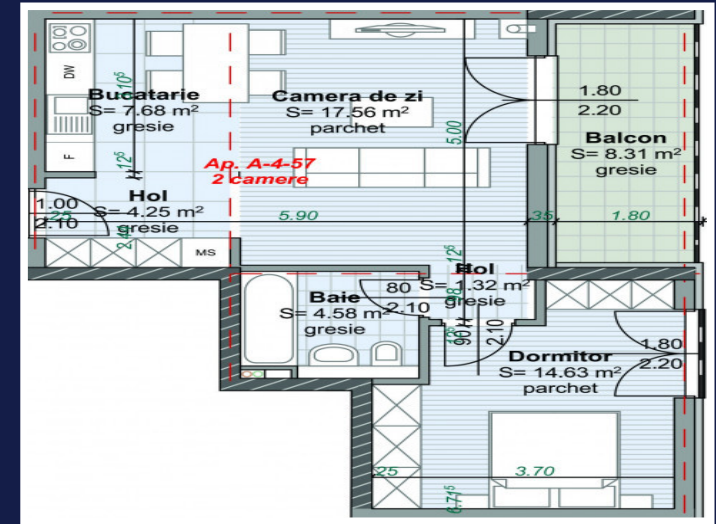 DW
F
Bucatarie
S= 7.68 m²
gresie
Camera de zi
S= 17.56 m²
parchet
1.80
2.20
Balcon
S= 8.31 m²
gresie
5.00
Ap. A-4-57
2 camere
Hol
S= 4.25 m²
gresie
1.00
2.10
25
5.90
35
1.80
MS
Hol
S= 1.32 m²
gresie
80
2.10
Baie
S= 4.58 m²
gresie
90
2.10
Dormitor
S= 14.63 m²
parchet
1.80
2.20
25
3.70
6.71⁵